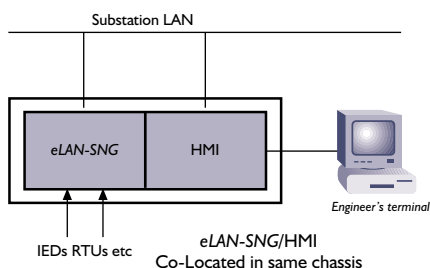 Substation LAN
eLAN-SNG
HMI
Engineer's terminal
IEDs RTUs etc
eLAN-SNG/HMI
Co-Located in same chassis